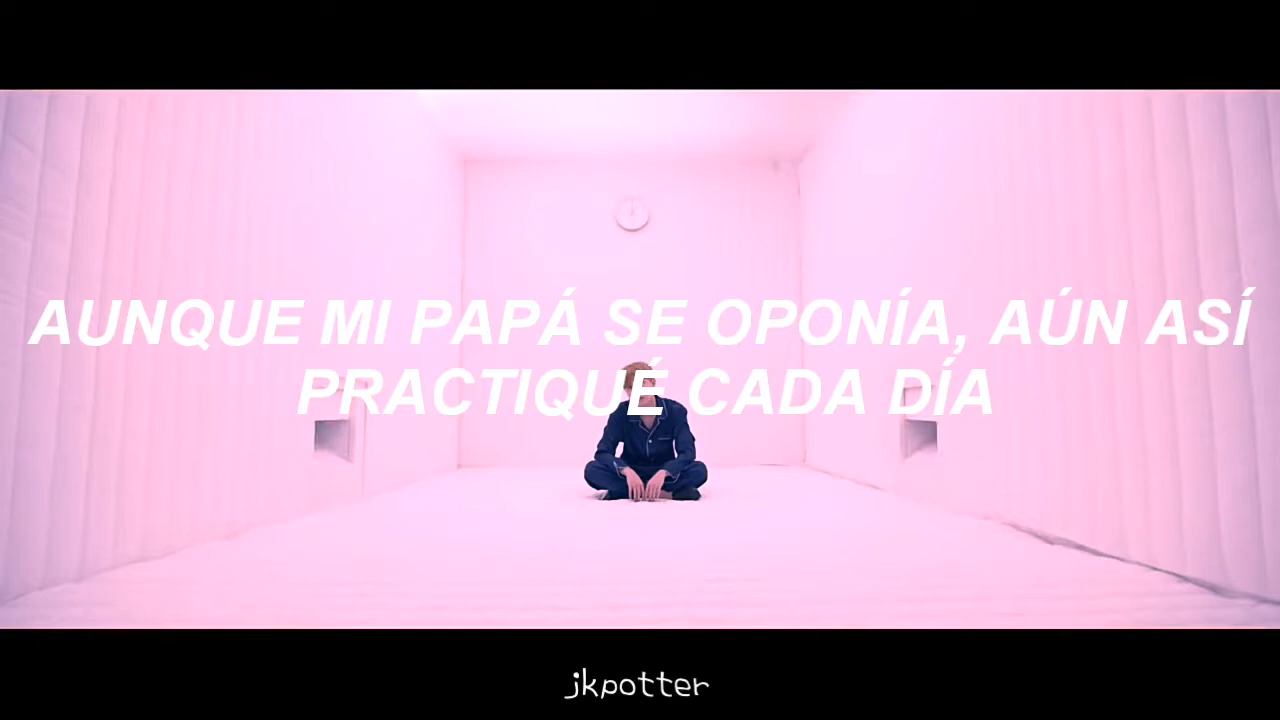 AUNQUE MI PAPÁ SE OPONÍA, AÚN ASÍ
PRACTIQUÉ CADA DÍA
jkpotter